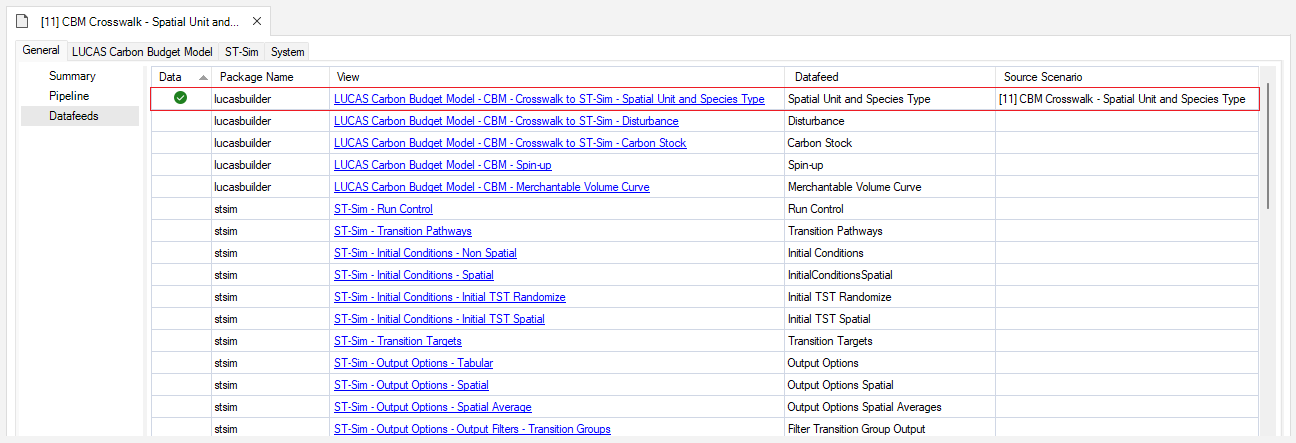 [11] CBM Crosswalk - Spatial Unit and...
General LUCAS Carbon Budget Model ST-Sim System
Summary
Pipeline
Datafeeds
Data Package Name View Datafeed Source Scenario
lucasbuilder LUCAS Carbon Budget Model - CBM - Crosswalk to ST-Sim - Spatial Unit and Species Type Spatial Unit and Species Type [11] CBM Crosswalk - Spatial Unit and Species Type
lucasbuilder LUCAS Carbon Budget Model - CBM - Crosswalk to ST-Sim - Disturbance Disturbance
lucasbuilder LUCAS Carbon Budget Model - CBM - Crosswalk to ST-Sim - Carbon Stock Carbon Stock
lucasbuilder LUCAS Carbon Budget Model - CBM - Spin-up Spin-up
lucasbuilder LUCAS Carbon Budget Model - CBM - Merchantable Volume Curve Merchantable Volume Curve
stsim ST-Sim - Run Control Run Control
stsim ST-Sim - Transition Pathways Transition Pathways
stsim ST-Sim - Initial Conditions - Non Spatial Initial Conditions
stsim ST-Sim - Initial Conditions - Spatial InitialConditionsSpatial
stsim ST-Sim - Initial Conditions - Initial TST Randomize Initial TST Randomize
stsim ST-Sim - Initial Conditions - Initial TST Spatial Initial TST Spatial
stsim ST-Sim - Transition Targets Transition Targets
stsim ST-Sim - Output Options - Tabular Output Options
stsim ST-Sim - Output Options - Spatial Output Options Spatial
stsim ST-Sim - Output Options - Spatial Average Output Options Spatial Averages
stsim ST-Sim - Output Options - Output Filters - Transition Groups Filter Transition Group Output